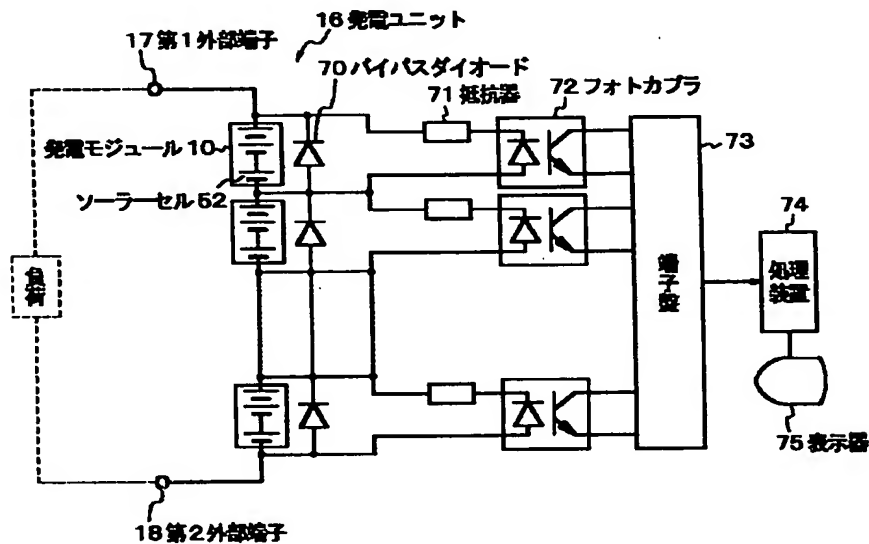 16 発電ユニット
17 第1外部端子
70 バイパスダイオード
71 抵抗器
72 フォトカプラ
発電モジュール 10
73
ソーラーセル 52
74
負荷
端子盤
処理
装置
75 表示器
18 第2外部端子